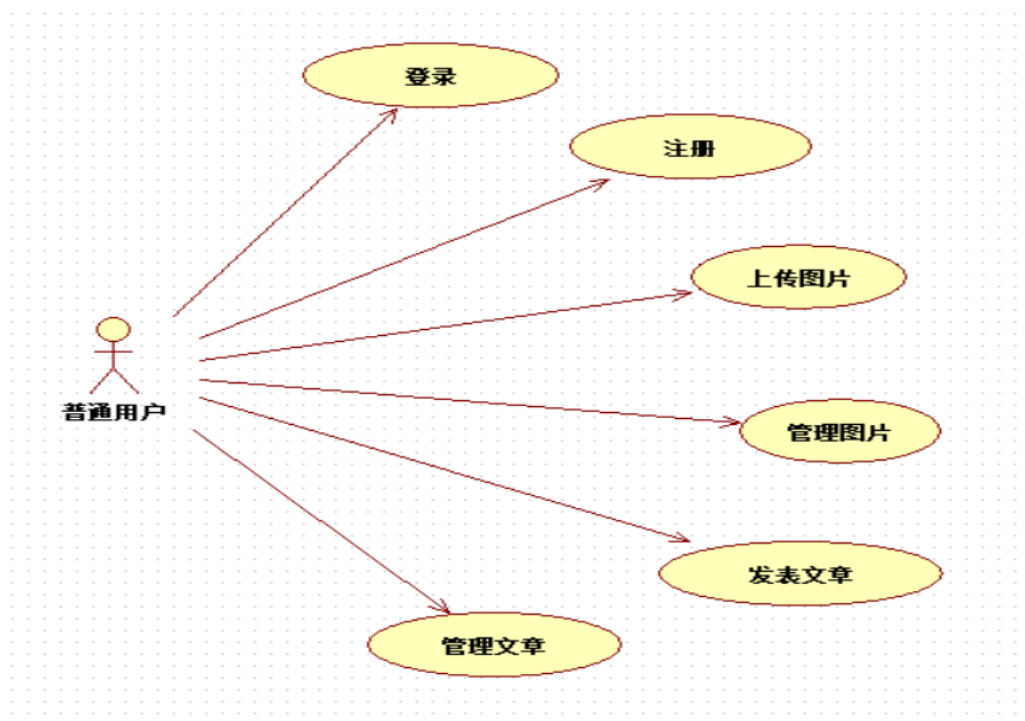 登录
注册
上传图片
普通用户
管理图片
发表文章
管理文章